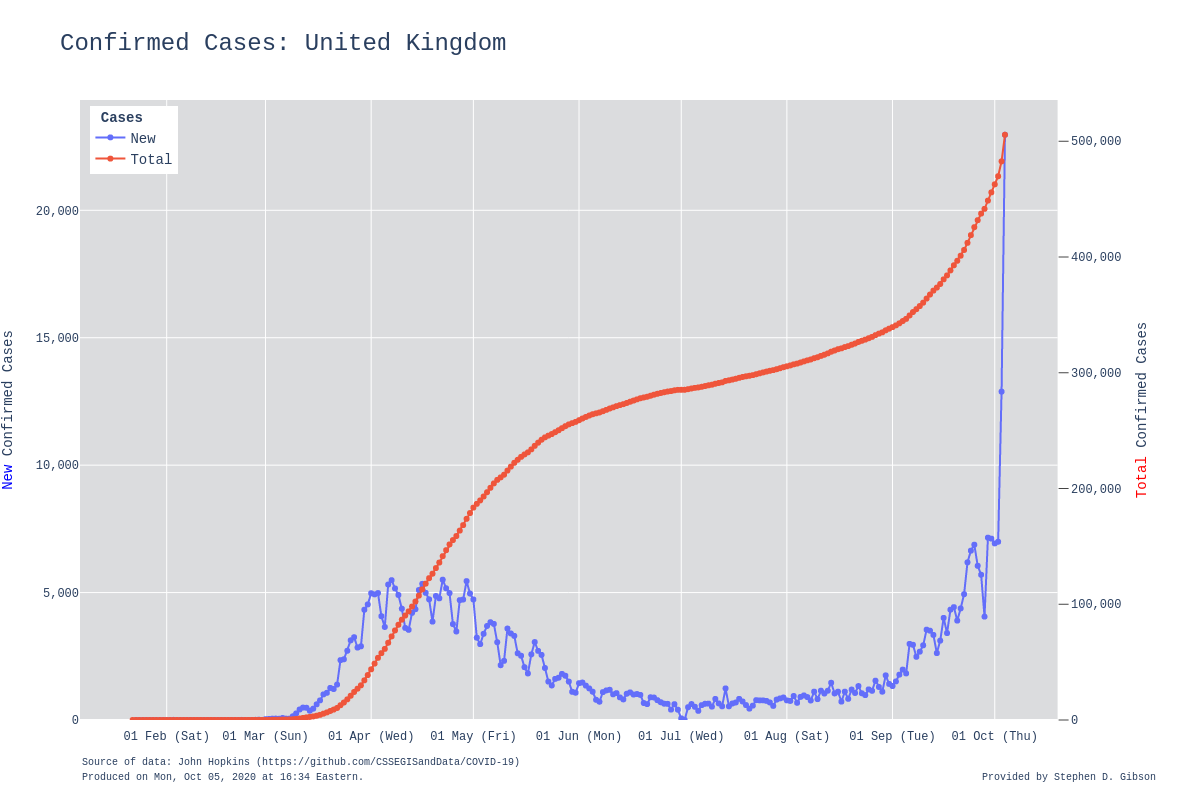 Confirmed Cases: United Kingdom
Cases
New
Total
20,000
15,000
10,000
5,000
0
New Confirmed Cases
500,000
400,000
300,000
200,000
100,000
0
Total Confirmed Cases
01 Feb (Sat) 01 Mar (Sun) 01 Apr (Wed) 01 May (Fri) 01 Jun (Mon) 01 Jul (Wed) 01 Aug (Sat) 01 Sep (Tue) 01 Oct (Thu)
Source of data: John Hopkins (https://github.com/CSSEGISandData/COVID-19)
Produced on Mon, Oct 05, 2020 at 16:34 Eastern.
Provided by Stephen D. Gibson